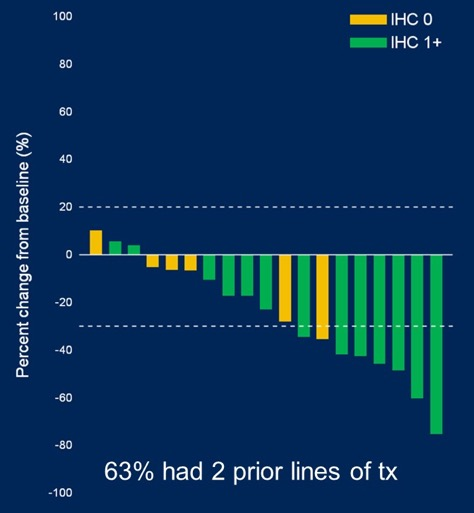 100
IHC 0
IHC 1+
80
60
40
20
0
-20
-40
-60
-80
-100
Percent change from baseline (%)
63% had 2 prior lines of tx